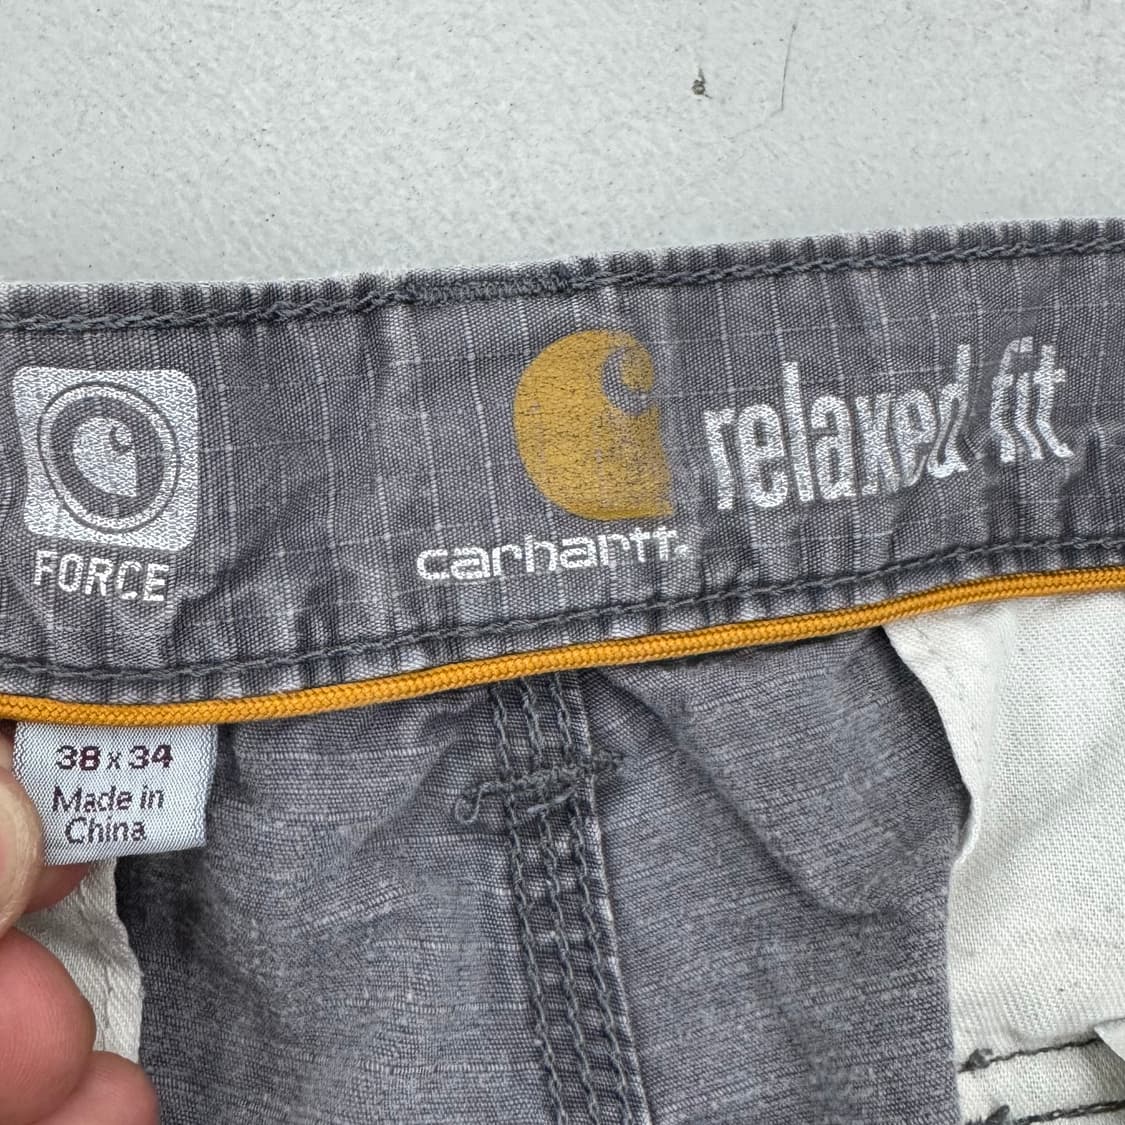 FORCE
carhartt
relaxed fit
38 x 34
Made in
China